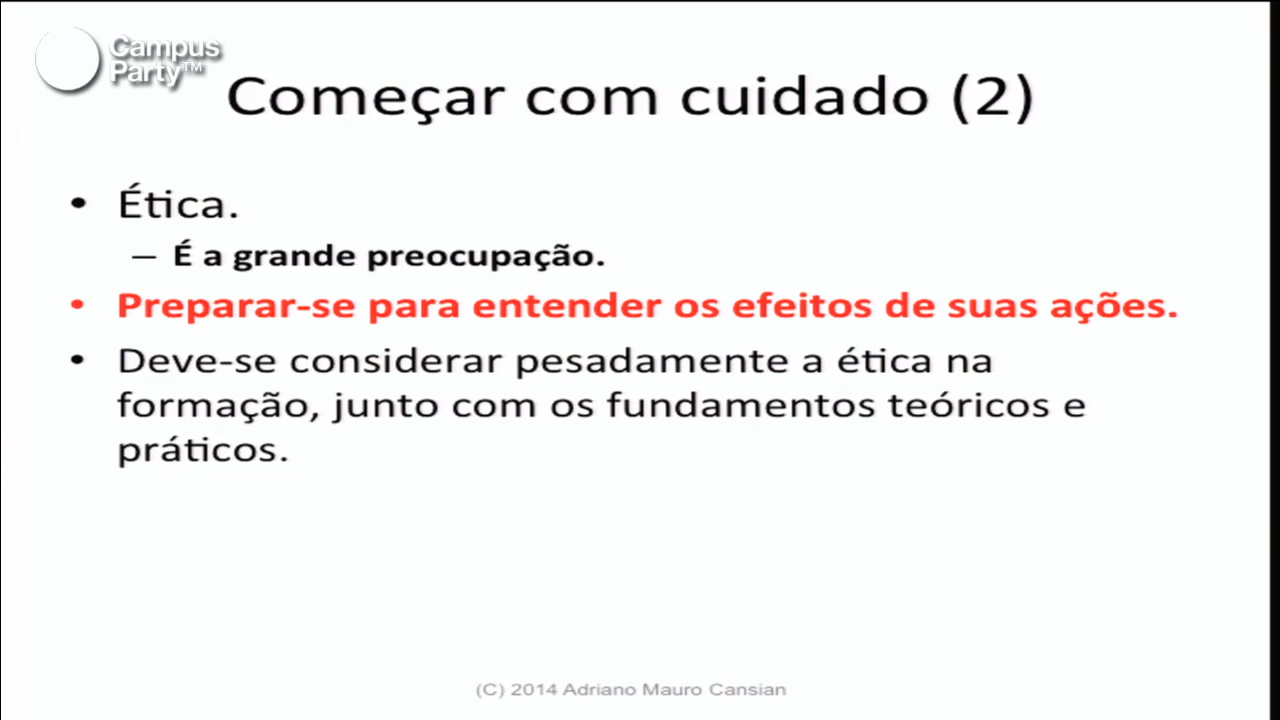 Campus
Party™
Começar com cuidado (2)
• Ética.
– É a grande preocupação.
• Preparar-se para entender os efeitos de suas ações.
• Deve-se considerar pesadamente a ética na
formação, junto com os fundamentos teóricos e
práticos.
(C) 2014 Adriano Mauro Cansian